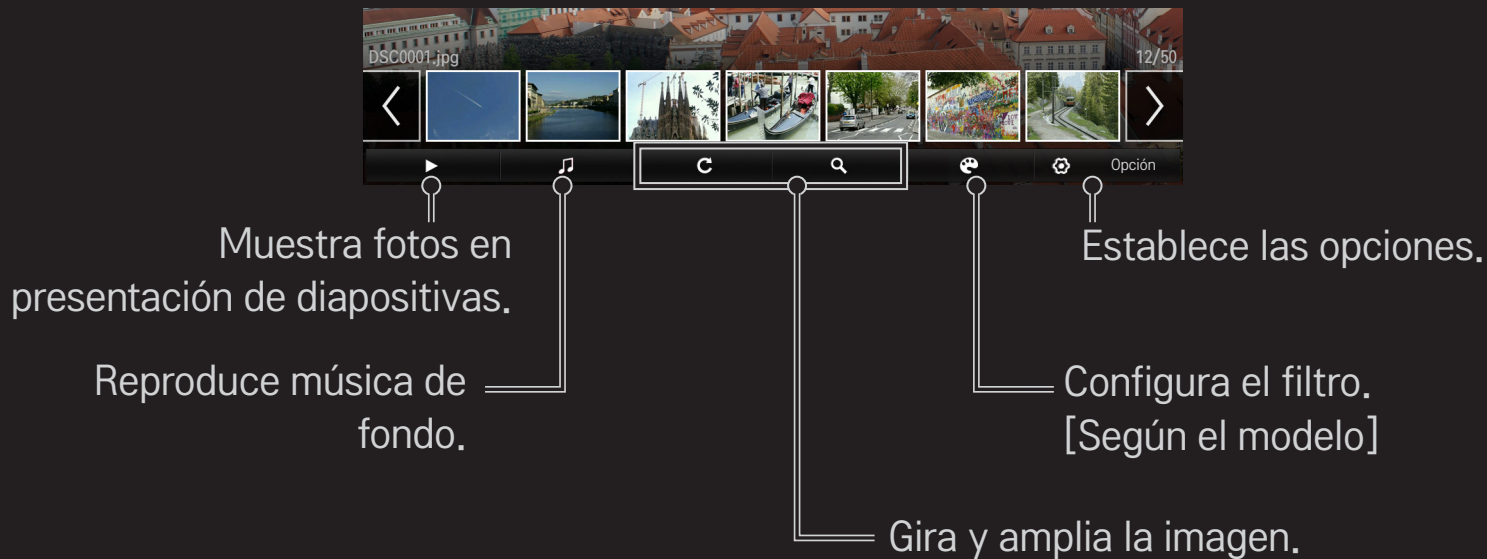 DSC0001.jpg
12/50
Opción
Muestra fotos en
presentación de diapositivas.
Establece las opciones.
Reproduce música de
fondo.
Configura el filtro.
[Según el modelo]
Gira y amplia la imagen.